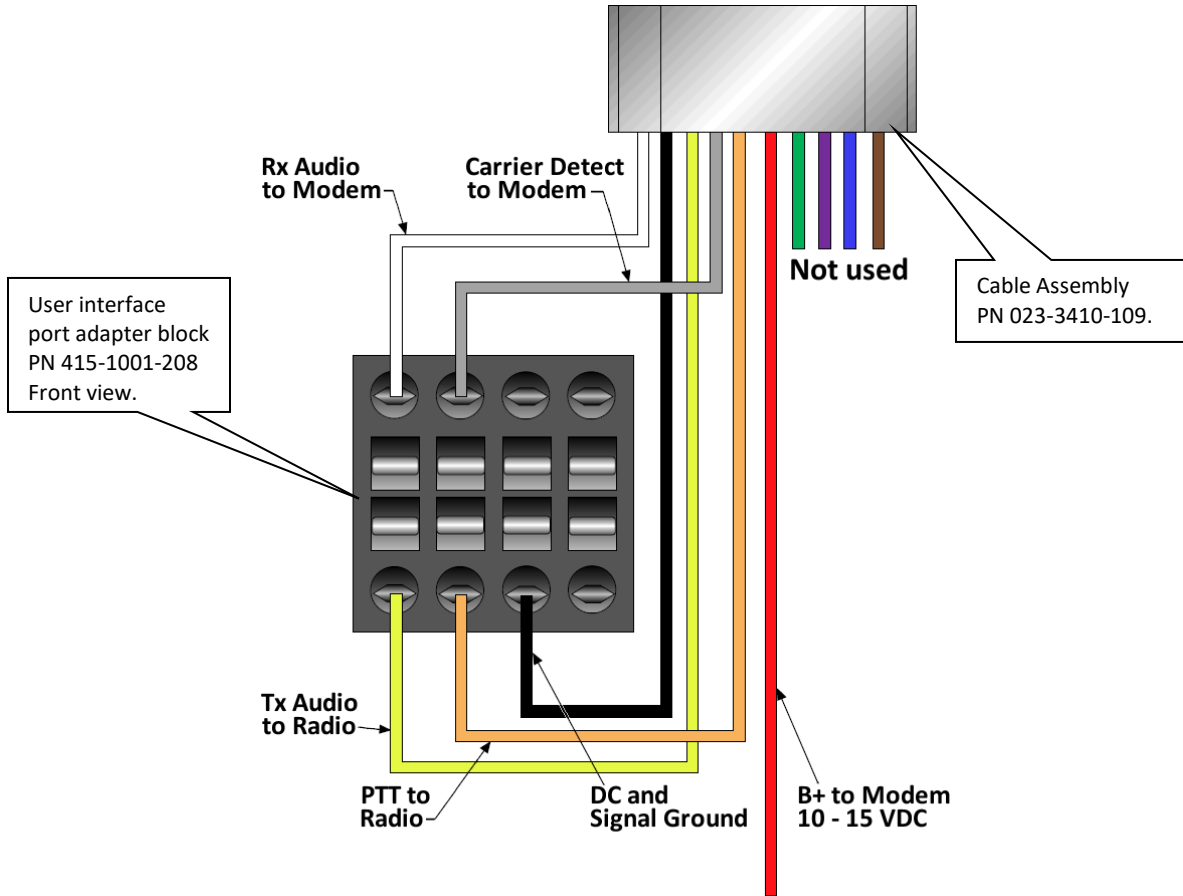 Rx Audio
to Modem
Carrier Detect
to Modem
Not used
Cable Assembly
PN 023-3410-109.
User interface
port adapter block
PN 415-1001-208
Front view.
Tx Audio
to Radio
PTT to
Radio
DC and
Signal Ground
B+ to Modem
10 - 15 VDC